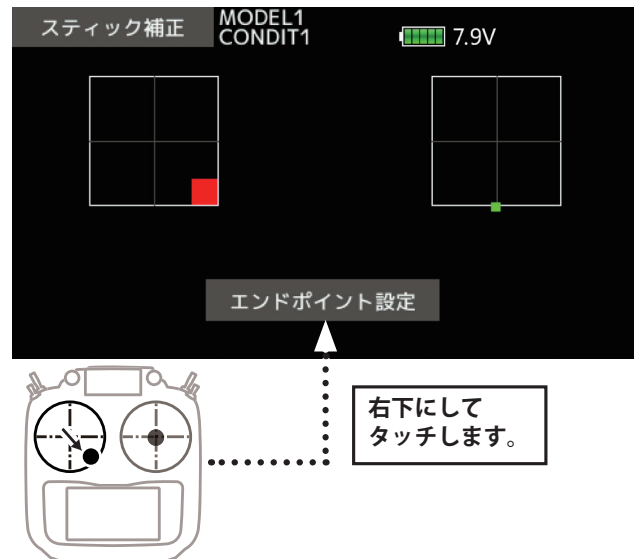 スティック補正
MODEL1
CONDIT1
7.9V
エンドポイント設定
右下にして
タッチします。